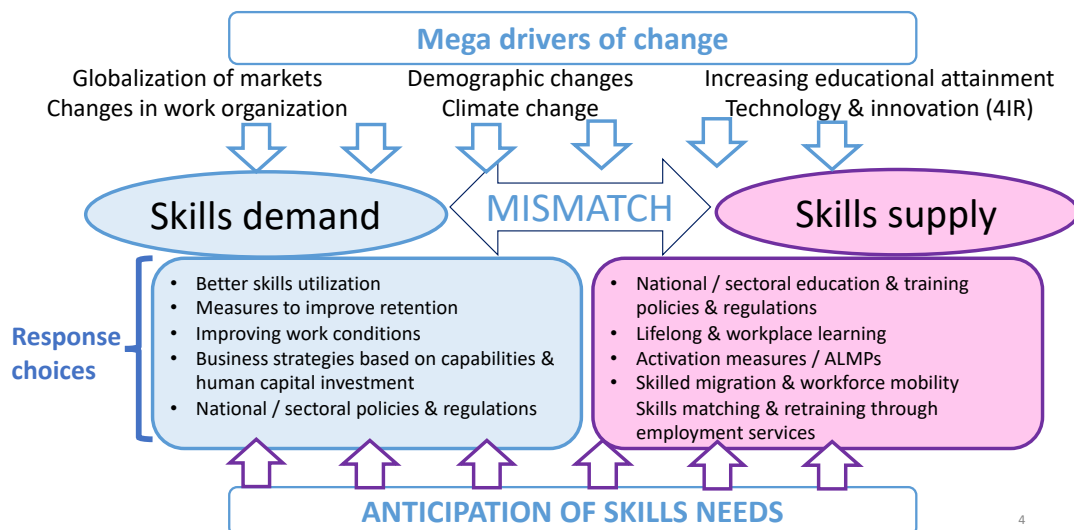 Mega drivers of change
Globalization of markets
Changes in work organization
Demographic changes
Climate change
Increasing educational attainment
Technology & innovation (4IR)
Skills demand
MISMATCH
Skills supply
Response
choices
• Better skills utilization
• Measures to improve retention
• Improving work conditions
• Business strategies based on capabilities &
human capital investment
• National / sectoral policies & regulations
• National / sectoral education & training
policies & regulations
• Lifelong & workplace learning
• Activation measures / ALMPs
• Skilled migration & workforce mobility
Skills matching & retraining through
employment services
ANTICIPATION OF SKILLS NEEDS
4